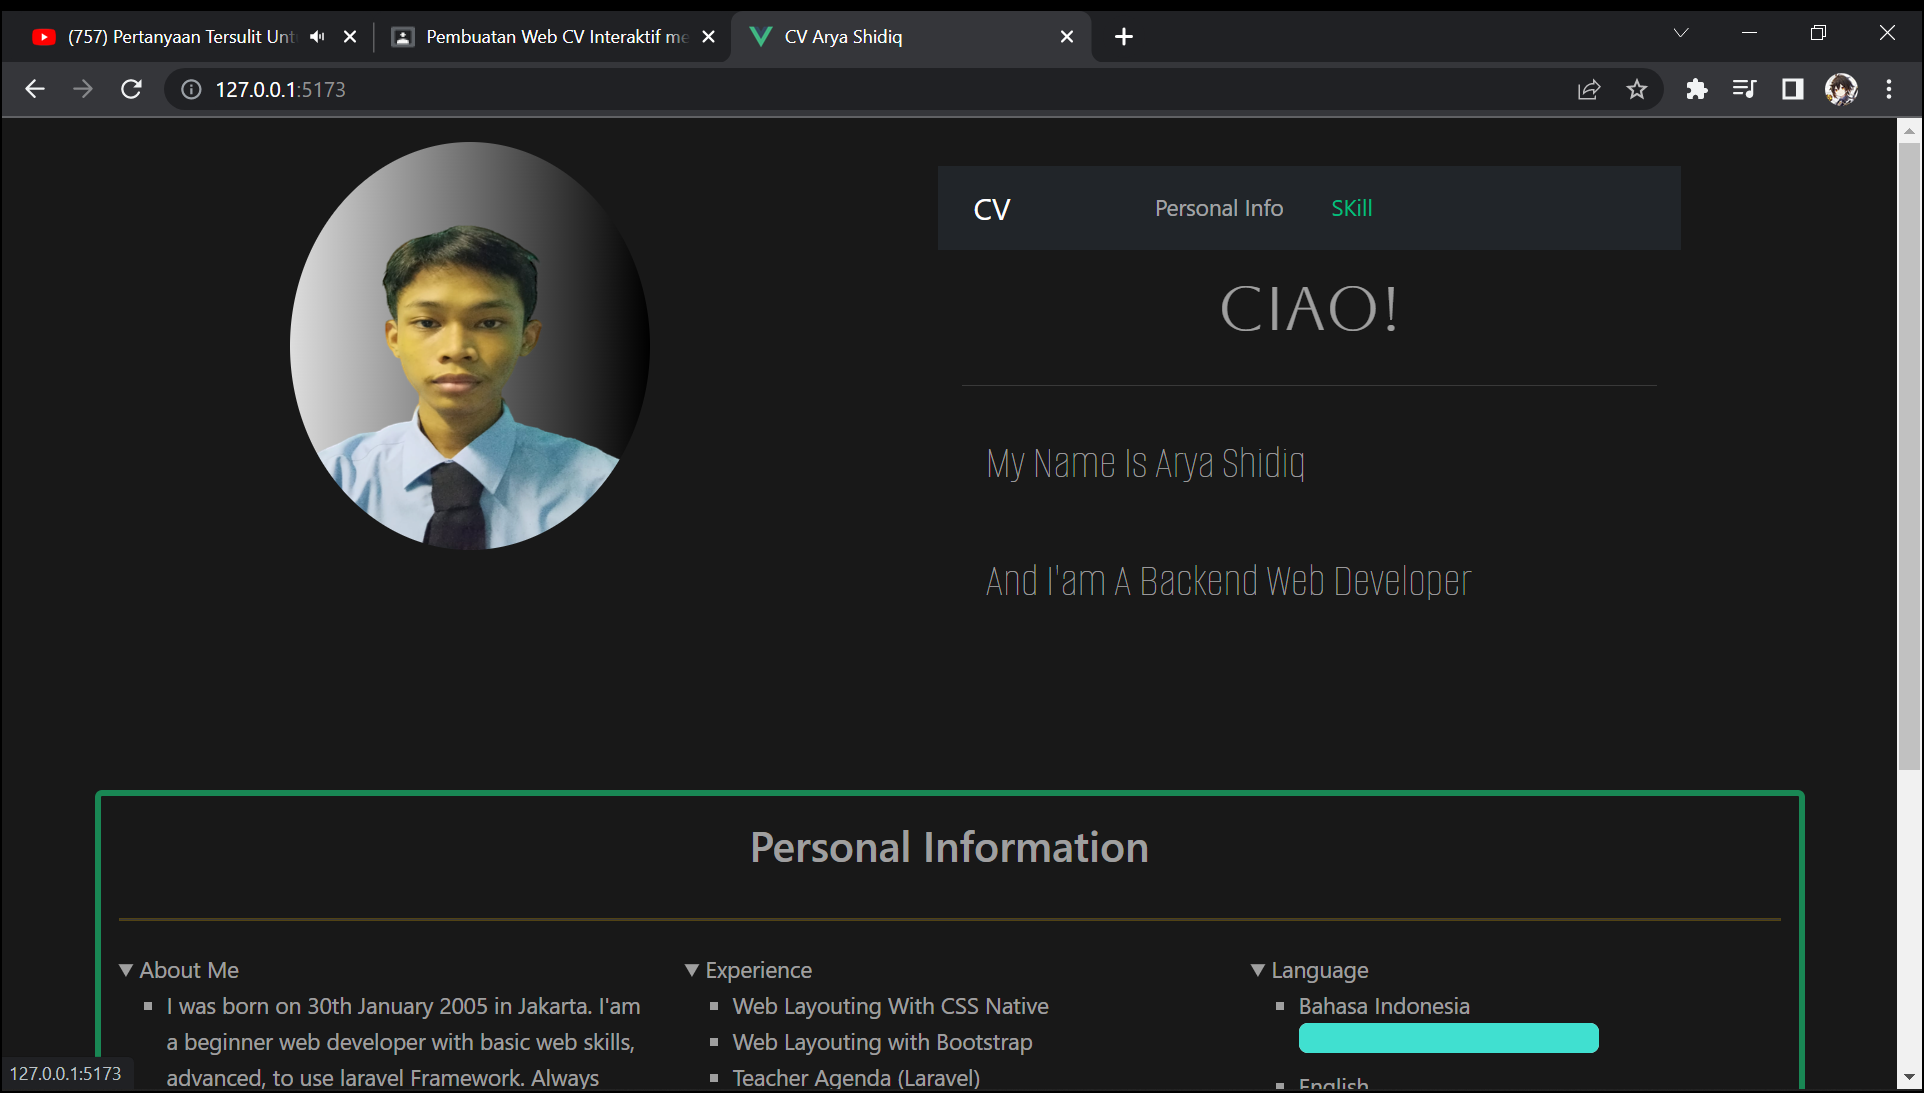 (757) Pertanyaan Tersulit Unt
Pembuatan Web CV Interaktif me
CV Arya Shidiq
127.0.0.1:5173
CV
Personal Info
SKill
CIAO!
My Name Is Arya Shidiq
And I'am A Backend Web Developer
Personal Information
About Me
I was born on 30th January 2005 in Jakarta. I'am
a beginner web developer with basic web skills,
advanced, to use laravel Framework. Always
Experience
Web Layouting With CSS Native
Web Layouting with Bootstrap
Teacher Agenda (Laravel)
Language
Bahasa Indonesia
English
127.0.0.1:5173